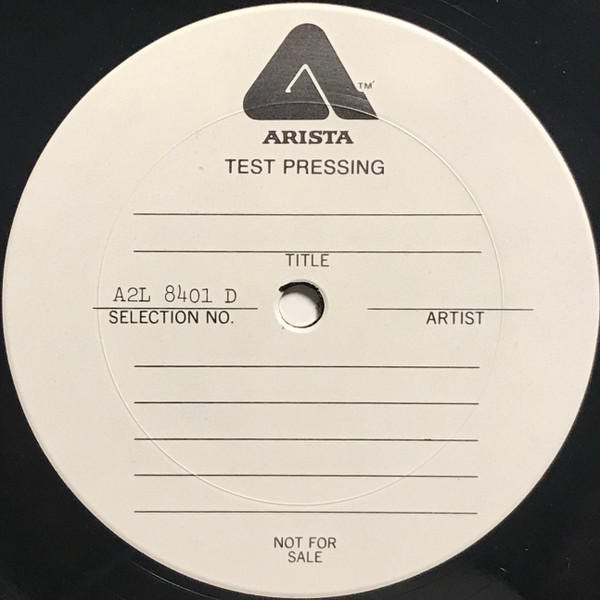 TM
ARISTA
TEST PRESSING
TITLE
A2L 8401 D
SELECTION NO.
ARTIST
NOT FOR
SALE